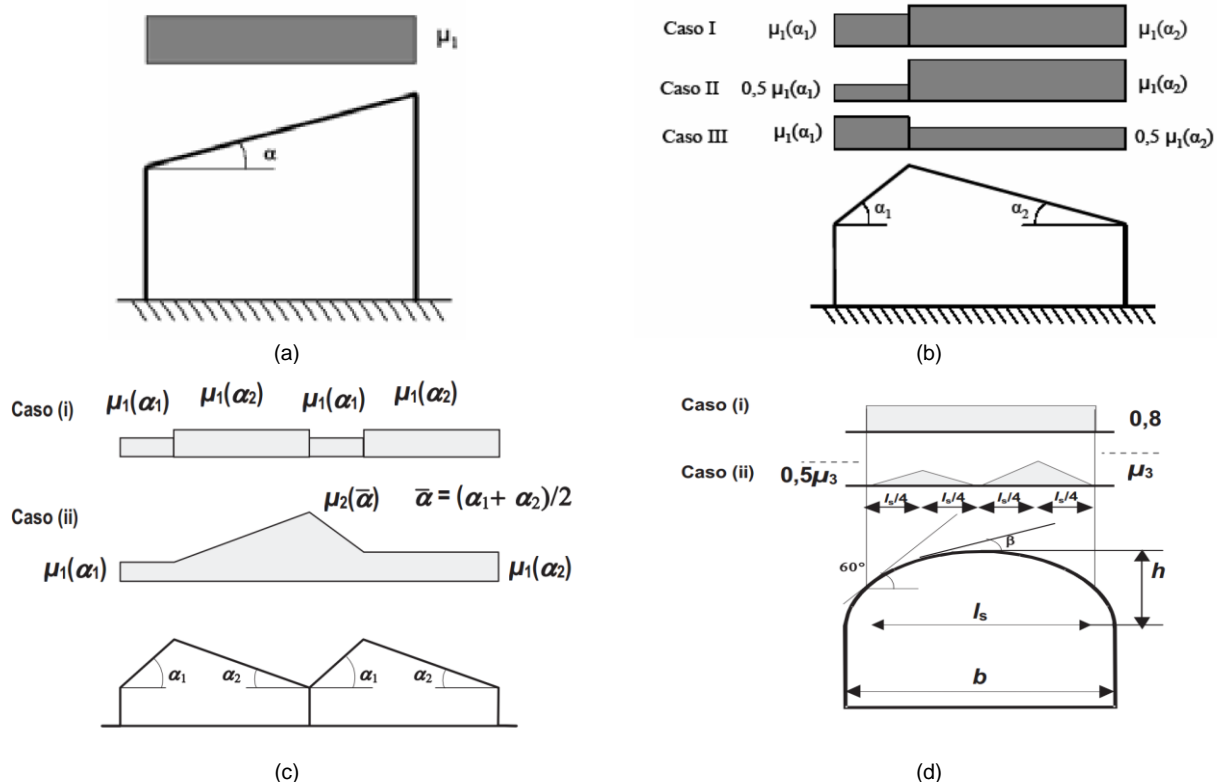 μ₁
α
(a)
Caso I μ₁(α₁) μ₁(α₂)
Caso II 0,5 μ₁(α₁) μ₁(α₂)
Caso III μ₁(α₁) 0,5 μ₁(α₂)
α₁ α₂
(b)
Caso (i) μ₁(α₁) μ₁(α₂) μ₁(α₁) μ₁(α₂)
Caso (ii) μ₂(ᾱ) ᾱ = (α₁+ α₂)/2
μ₁(α₁) μ₁(α₂)
α₁ α₂ α₁ α₂
(c)
Caso (i) 0,8
Caso (ii) 0,5μ₃ μ₃
lₛ/4 lₛ/4 lₛ/4 lₛ/4
β
60°
h
lₛ
b
(d)